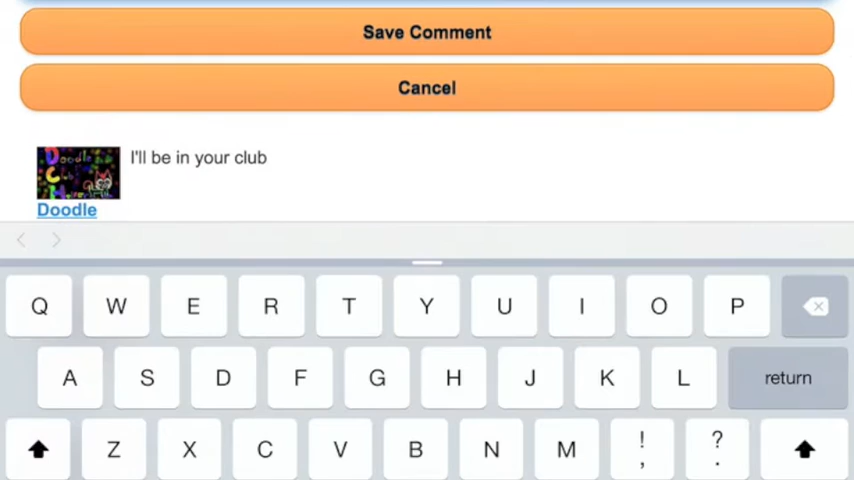 Save Comment
Cancel
I'll be in your club
Doodle
Q W E R T Y U I O P
A S D F G H J K L return
Z X C V B N M ! , ? .